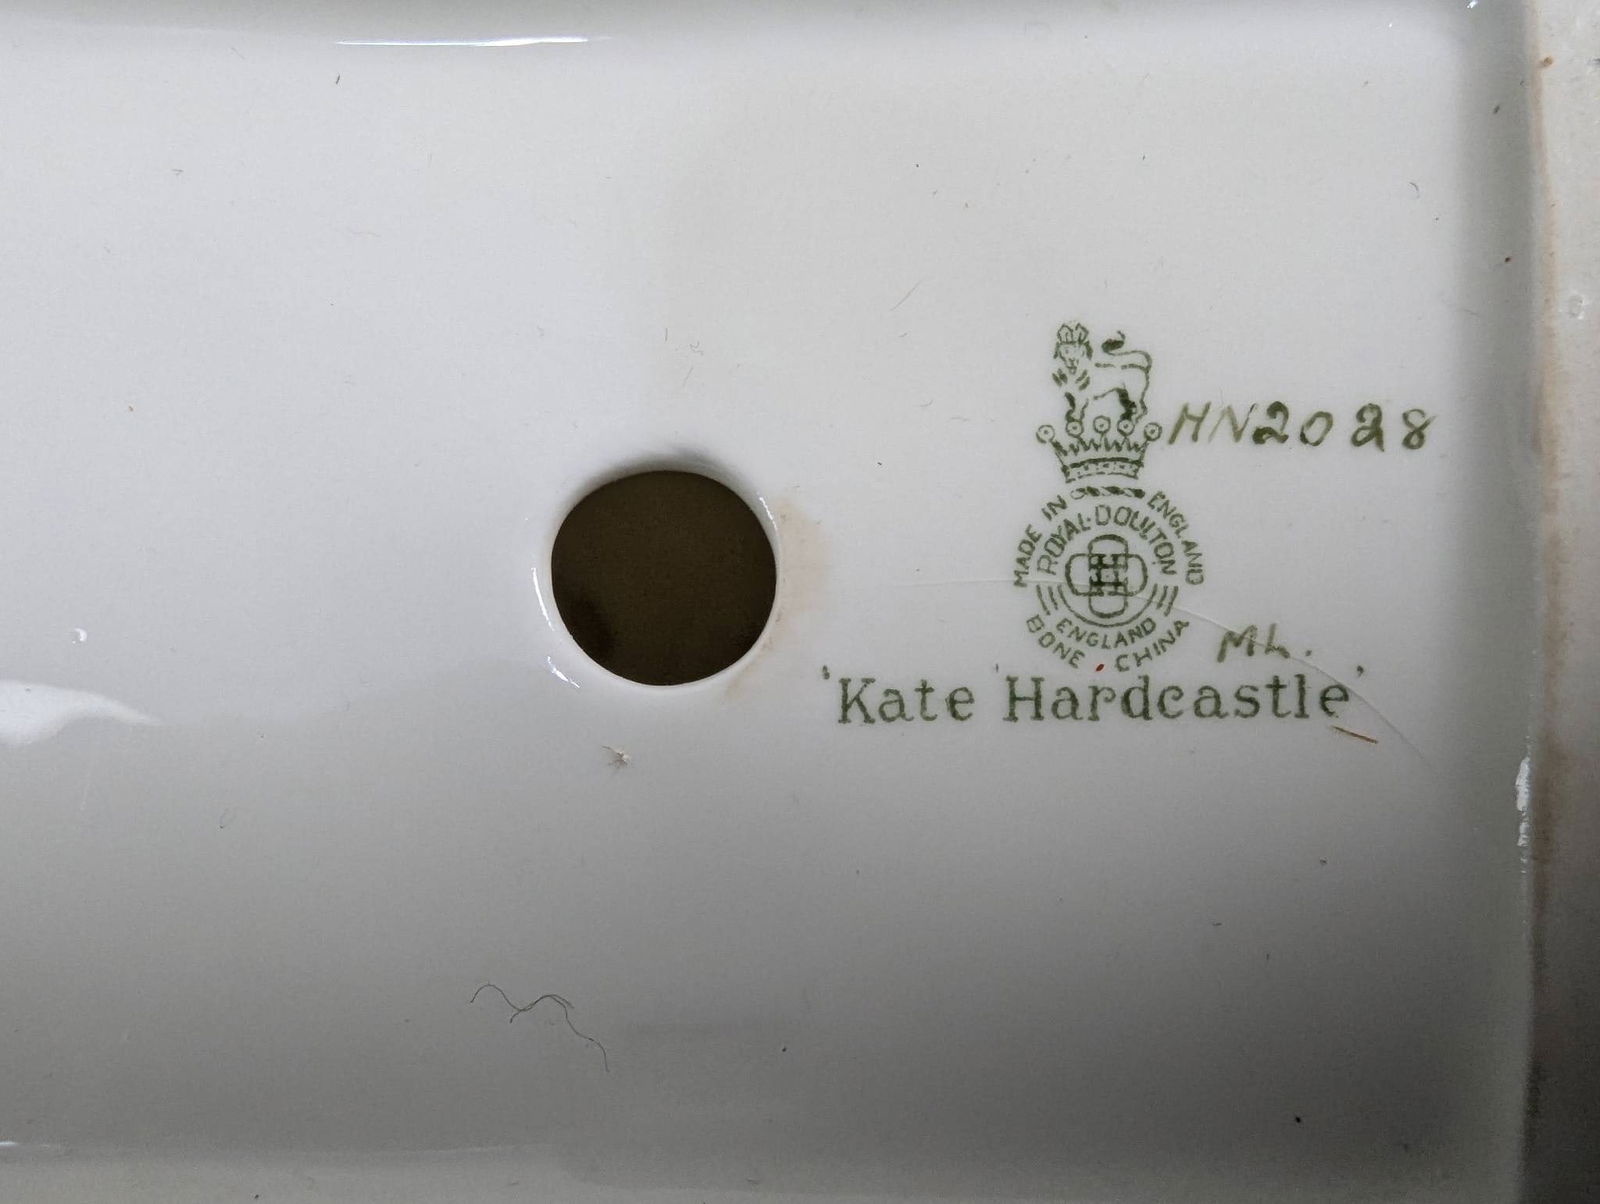 HN2028
MADE IN ENGLAND
ROYAL·DOULTON
ENGLAND
BONE CHINA
ML.
'Kate Hardcastle'